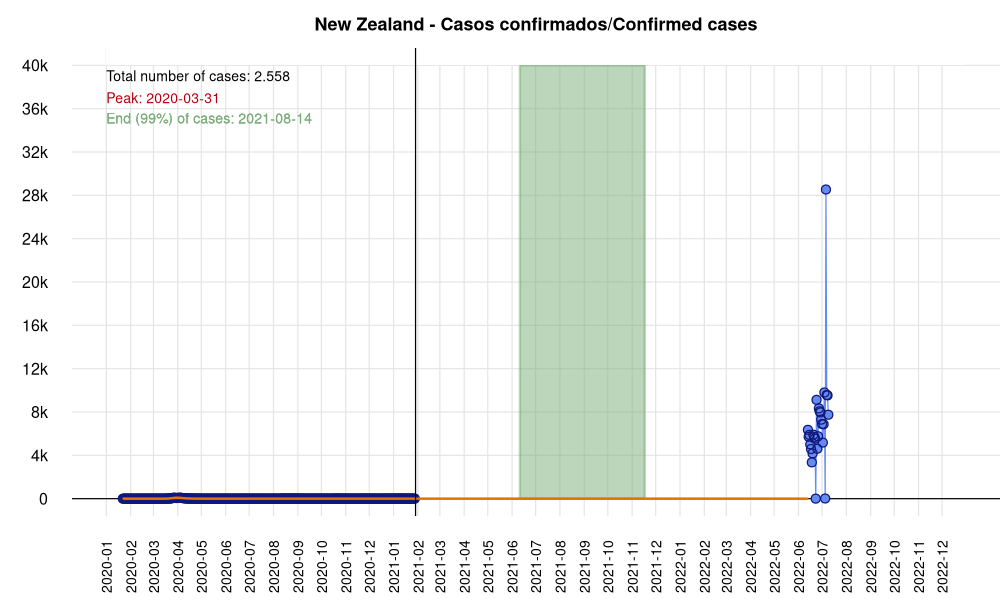 New Zealand - Casos confirmados/Confirmed cases
40k
Total number of cases: 2.558
Peak: 2020-03-31
36k
End (99%) of cases: 2021-08-14
32k
28k
24k
20k
16k
12k
8k
4k
0
2020-01
2020-02
2020-03
2020-04
2020-05
2020-06
2020-07
2020-08
2020-09
2020-10
2020-11
2020-12
2021-01
2021-02
2021-03
2021-04
2021-05
2021-06
2021-07
2021-08
2021-09
2021-10
2021-11
2021-12
2022-01
2022-02
2022-03
2022-04
2022-05
2022-06
2022-07
2022-08
2022-09
2022-10
2022-11
2022-12